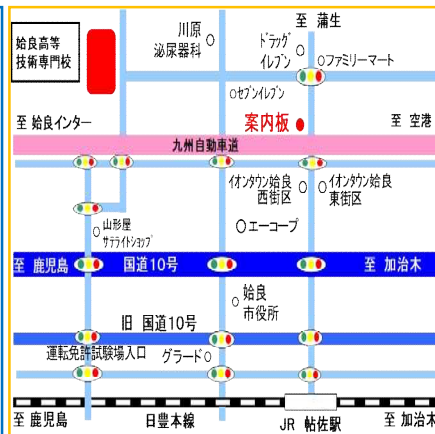 至 蒲生
川原
泌尿器科
ドラッグ
イレブン
ファミリーマート
姶良高等
技術専門校
セブンイレブン
案内板
至 姶良インター
至 空港
九州自動車道
イオンタウン姶良
西街区
イオンタウン姶良
東街区
山形屋
サテライトショップ
エーコープ
至 鹿児島
国道10号
至 加治木
姶良
市役所
旧 国道10号
運転免許試験場入口
グラード
至 鹿児島
日豊本線
JR 帖佐駅
至 加治木